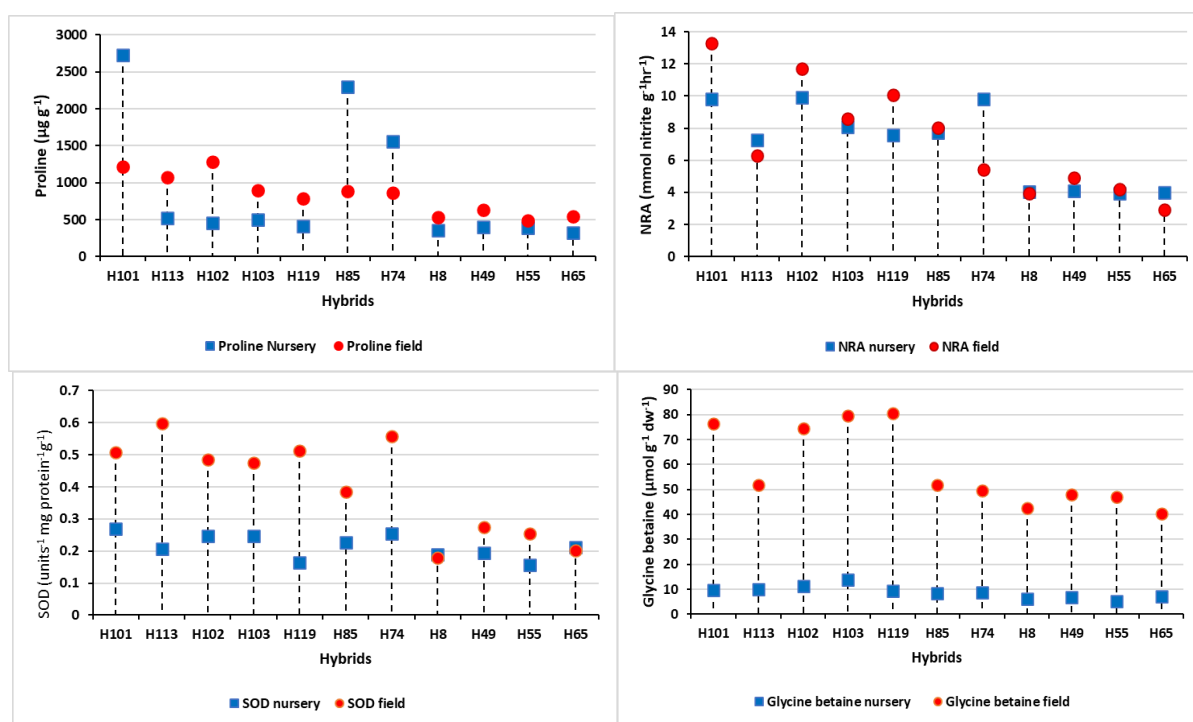 3000
2500
2000
1500
1000
500
0
Proline (µg g-1)
H101 H113 H102 H103 H119 H85 H74 H8 H49 H55 H65
Hybrids
Proline Nursery Proline field
14
12
10
8
6
4
2
0
NRA (mmol nitrite g-1hr-1)
H101 H113 H102 H103 H119 H85 H74 H8 H49 H55 H65
Hybrids
NRA nursery NRA field
0.7
0.6
0.5
0.4
0.3
0.2
0.1
0
SOD (units-1 mg protein-1g-1)
H101 H113 H102 H103 H119 H85 H74 H8 H49 H55 H65
Hybrids
SOD nursery SOD field
90
80
70
60
50
40
30
20
10
0
Glycine betaine (µmol g-1 dw-1)
H101 H113 H102 H103 H119 H85 H74 H8 H49 H55 H65
Hybrids
Glycine betaine nursery Glycine betaine field